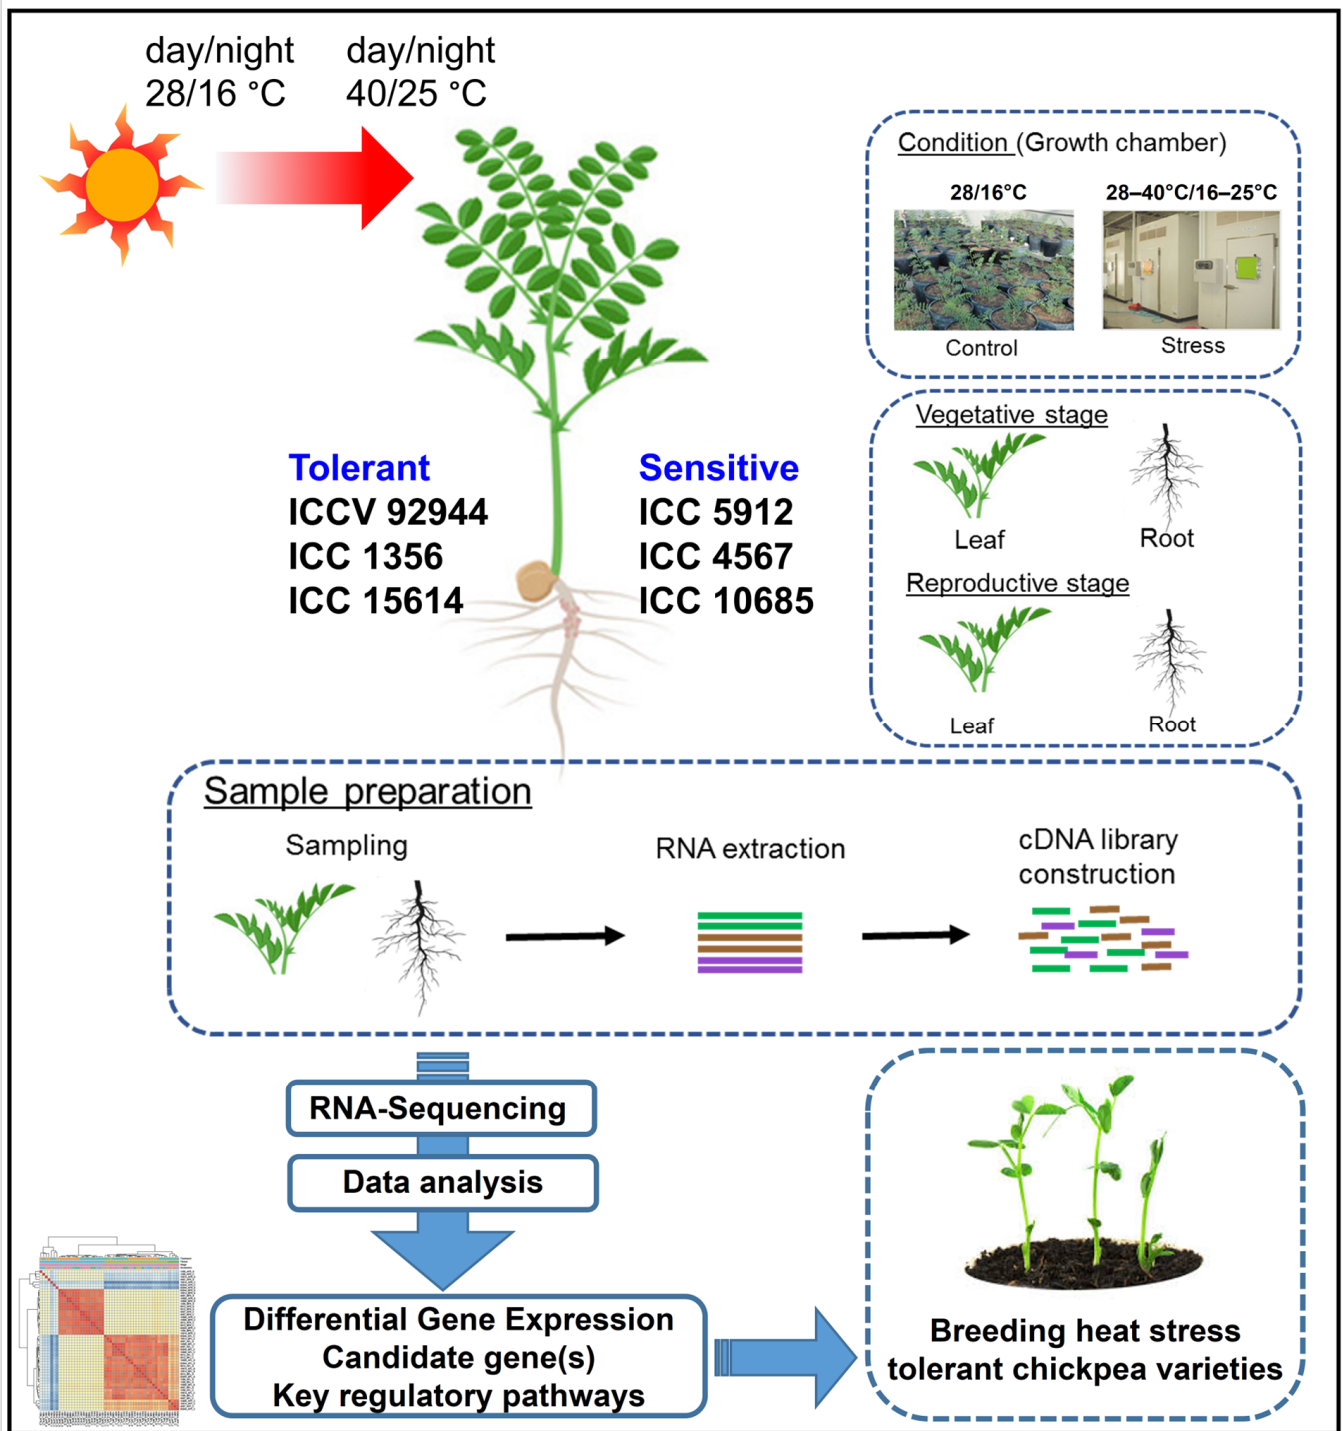 day/night
28/16 °C
day/night
40/25 °C
Condition (Growth chamber)
28/16°C
28–40°C/16–25°C
Control
Stress
Tolerant
ICCV 92944
ICC 1356
ICC 15614
Sensitive
ICC 5912
ICC 4567
ICC 10685
Vegetative stage
Leaf
Root
Reproductive stage
Leaf
Root
Sample preparation
Sampling
RNA extraction
cDNA library
construction
RNA-Sequencing
Data analysis
Differential Gene Expression
Candidate gene(s)
Key regulatory pathways
Breeding heat stress
tolerant chickpea varieties